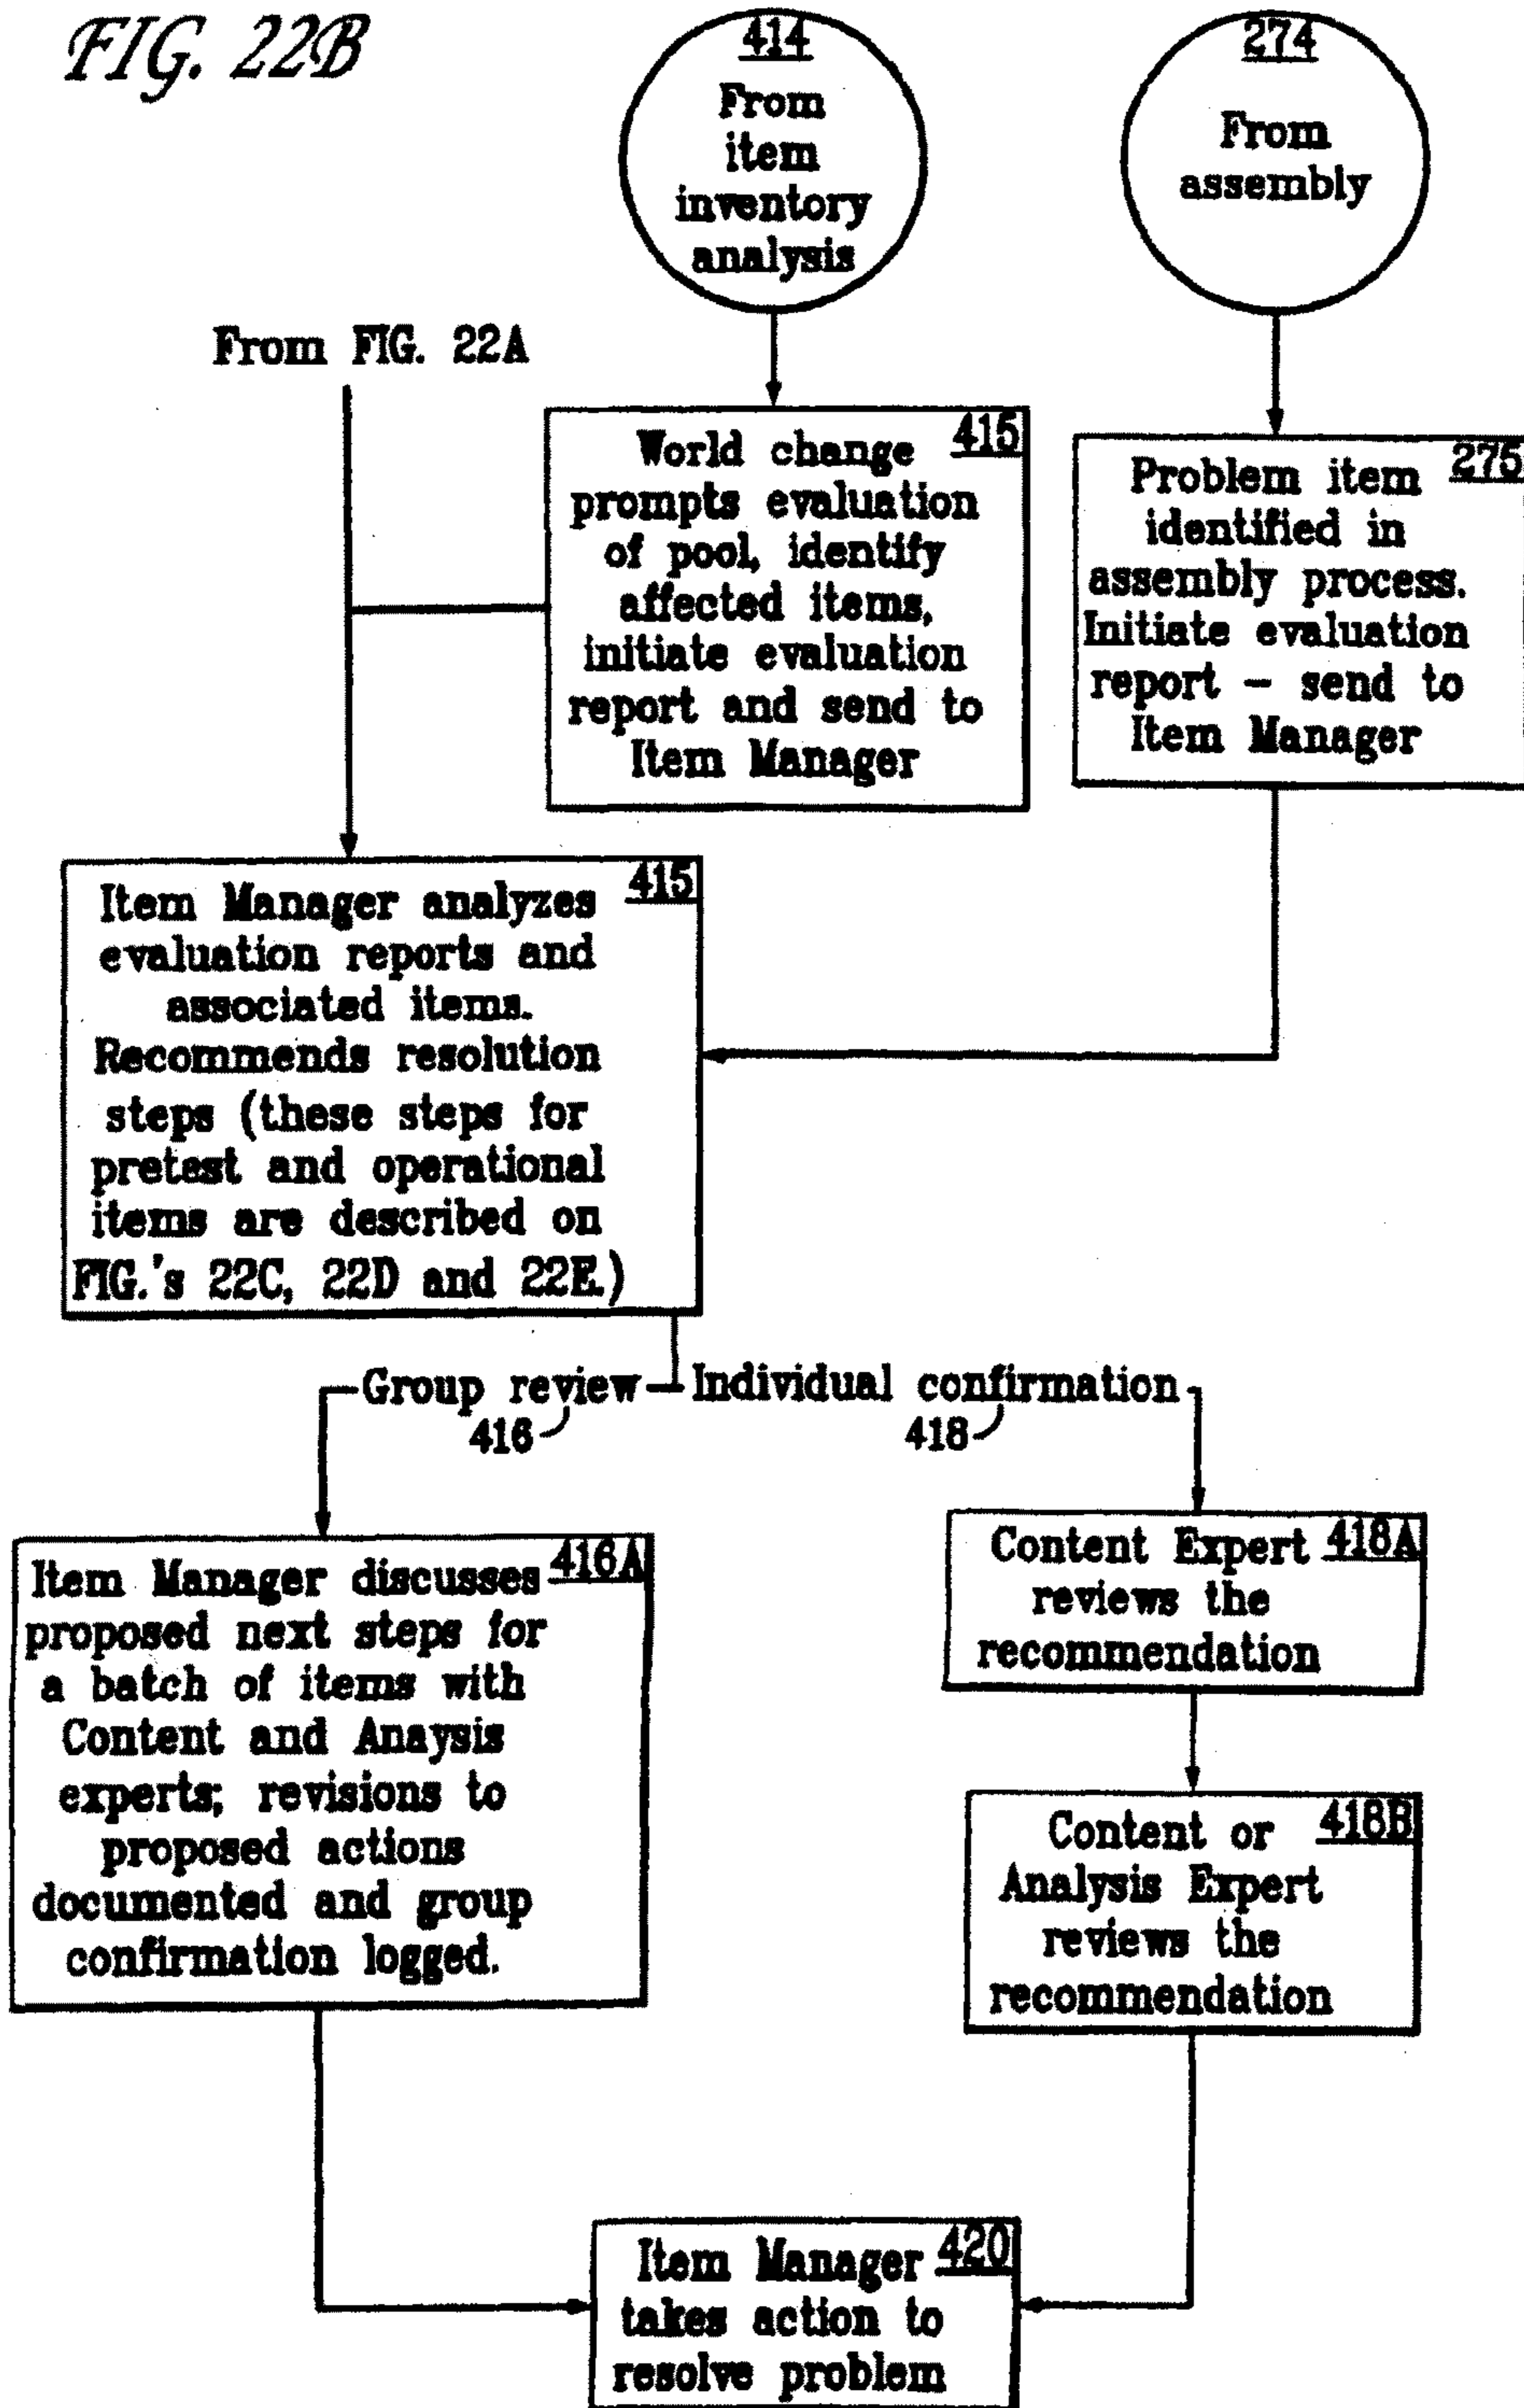 FIG. 22B
414
From
item
inventory
analysis
274
From
assembly
From FIG. 22A
World change 415
prompts evaluation
of pool, identify
affected items,
initiate evaluation
report and send to
Item Manager
Problem item 275
identified in
assembly process.
Initiate evaluation
report - send to
Item Manager
Item Manager analyzes 415
evaluation reports and
associated items.
Recommends resolution
steps (these steps for
pretest and operational
items are described on
FIG.'s 22C, 22D and 22E.)
Group review
416
Individual confirmation
418
Item Manager discusses 416A
proposed next steps for
a batch of items with
Content and Anaysis
experts; revisions to
proposed actions
documented and group
confirmation logged.
Content Expert 418A
reviews the
recommendation
Content or 418B
Analysis Expert
reviews the
recommendation
Item Manager 420
takes action to
resolve problem